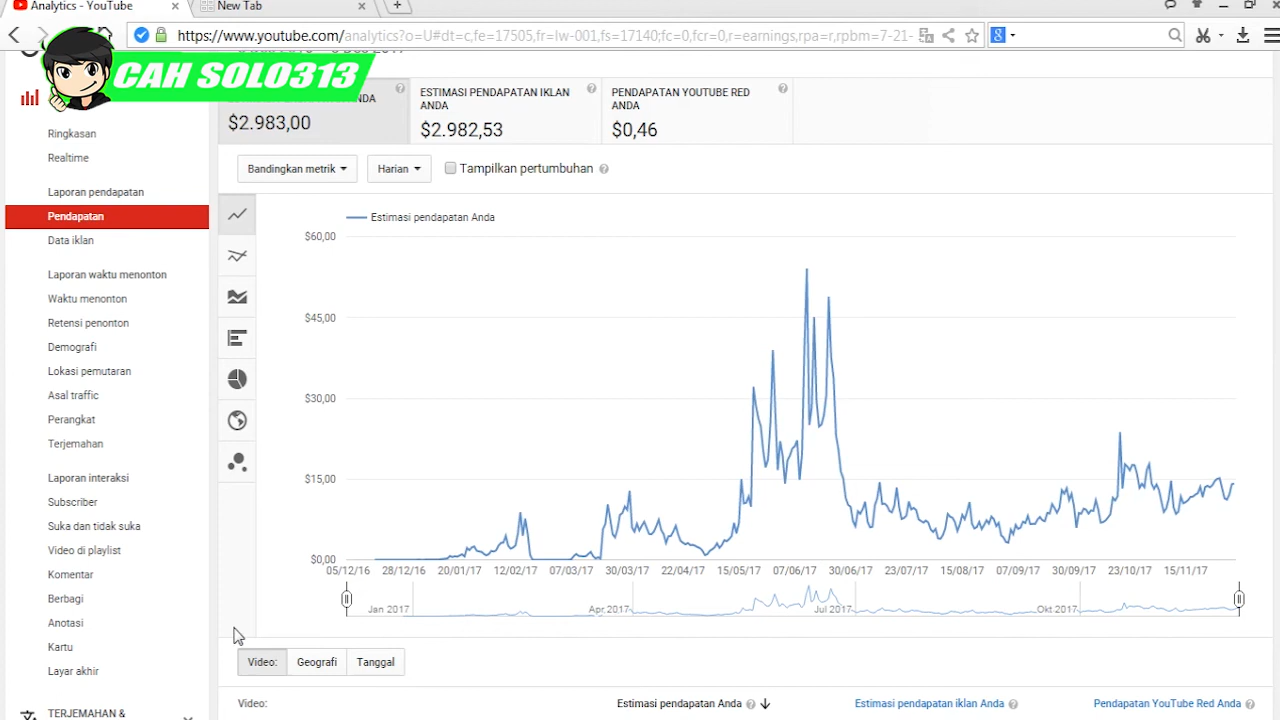 Analytics - YouTube
New Tab
https://www.youtube.com/analytics?o=U#dt=c,fe=17505,fr=lw-001,fs=17140;fc=0,fcr=0,r=earnings,rpa=r,rpm=7-21-
CAH SOLO313
ANDA
$2.983,00
ESTIMASI PENDAPATAN IKLAN
ANDA
$2.982,53
PENDAPATAN YOUTUBE RED
ANDA
$0,46
Ringkasan
Realtime
Laporan pendapatan
Pendapatan
Data iklan
Laporan waktu menonton
Waktu menonton
Retensi penonton
Demografi
Lokasi pemutaran
Asal traffic
Perangkat
Terjemahan
Laporan interaksi
Subscriber
Suka dan tidak suka
Video di playlist
Komentar
Berbagi
Anotasi
Kartu
Layar akhir
TERJEMAHAN &
Bandingkan metrik
Harian
Tampilkan pertumbuhan
Estimasi pendapatan Anda
$60,00
$45,00
$30,00
$15,00
$0,00
05/12/16 28/12/16 20/01/17 12/02/17 07/03/17 30/03/17 22/04/17 15/05/17 07/06/17 30/06/17 23/07/17 15/08/17 07/09/17 30/09/17 23/10/17 15/11/17
Jan 2017 Apr 2017 Jul 2017 Okt 2017
Video: Geografi Tanggal
Video: Estimasi pendapatan Anda Estimasi pendapatan iklan Anda Pendapatan YouTube Red Anda